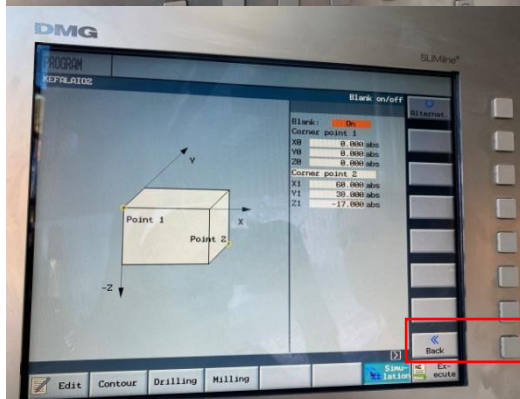 DMG
SLIMline®
PROGRAM
KEFALAIO2
Blank on/off
Alternat.
Blank: On
Corner point 1
X0 0.000 abs
Y0 0.000 abs
Z0 0.000 abs
Corner point 2
X1 60.000 abs
Y1 30.000 abs
Z1 -17.000 abs
Y
Point 1
X
Point 2
-Z
« Back
Edit Contour Drilling Milling Simu-lation Ex-ecute